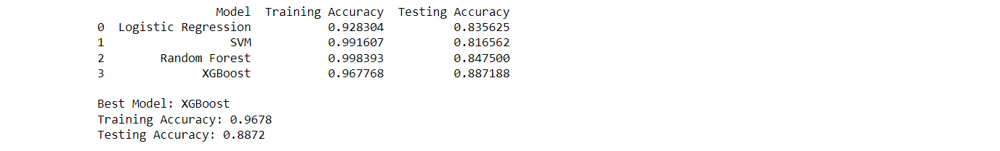 Model Training Accuracy Testing Accuracy
0 Logistic Regression 0.928304 0.835625
1 SVM 0.991607 0.816562
2 Random Forest 0.998393 0.847500
3 XGBoost 0.967768 0.887188
Best Model: XGBoost
Training Accuracy: 0.9678
Testing Accuracy: 0.8872